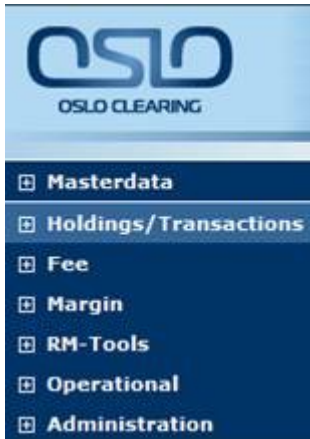 OSLO
OSLO CLEARING
Masterdata
Holdings/Transactions
Fee
Margin
RM-Tools
Operational
Administration